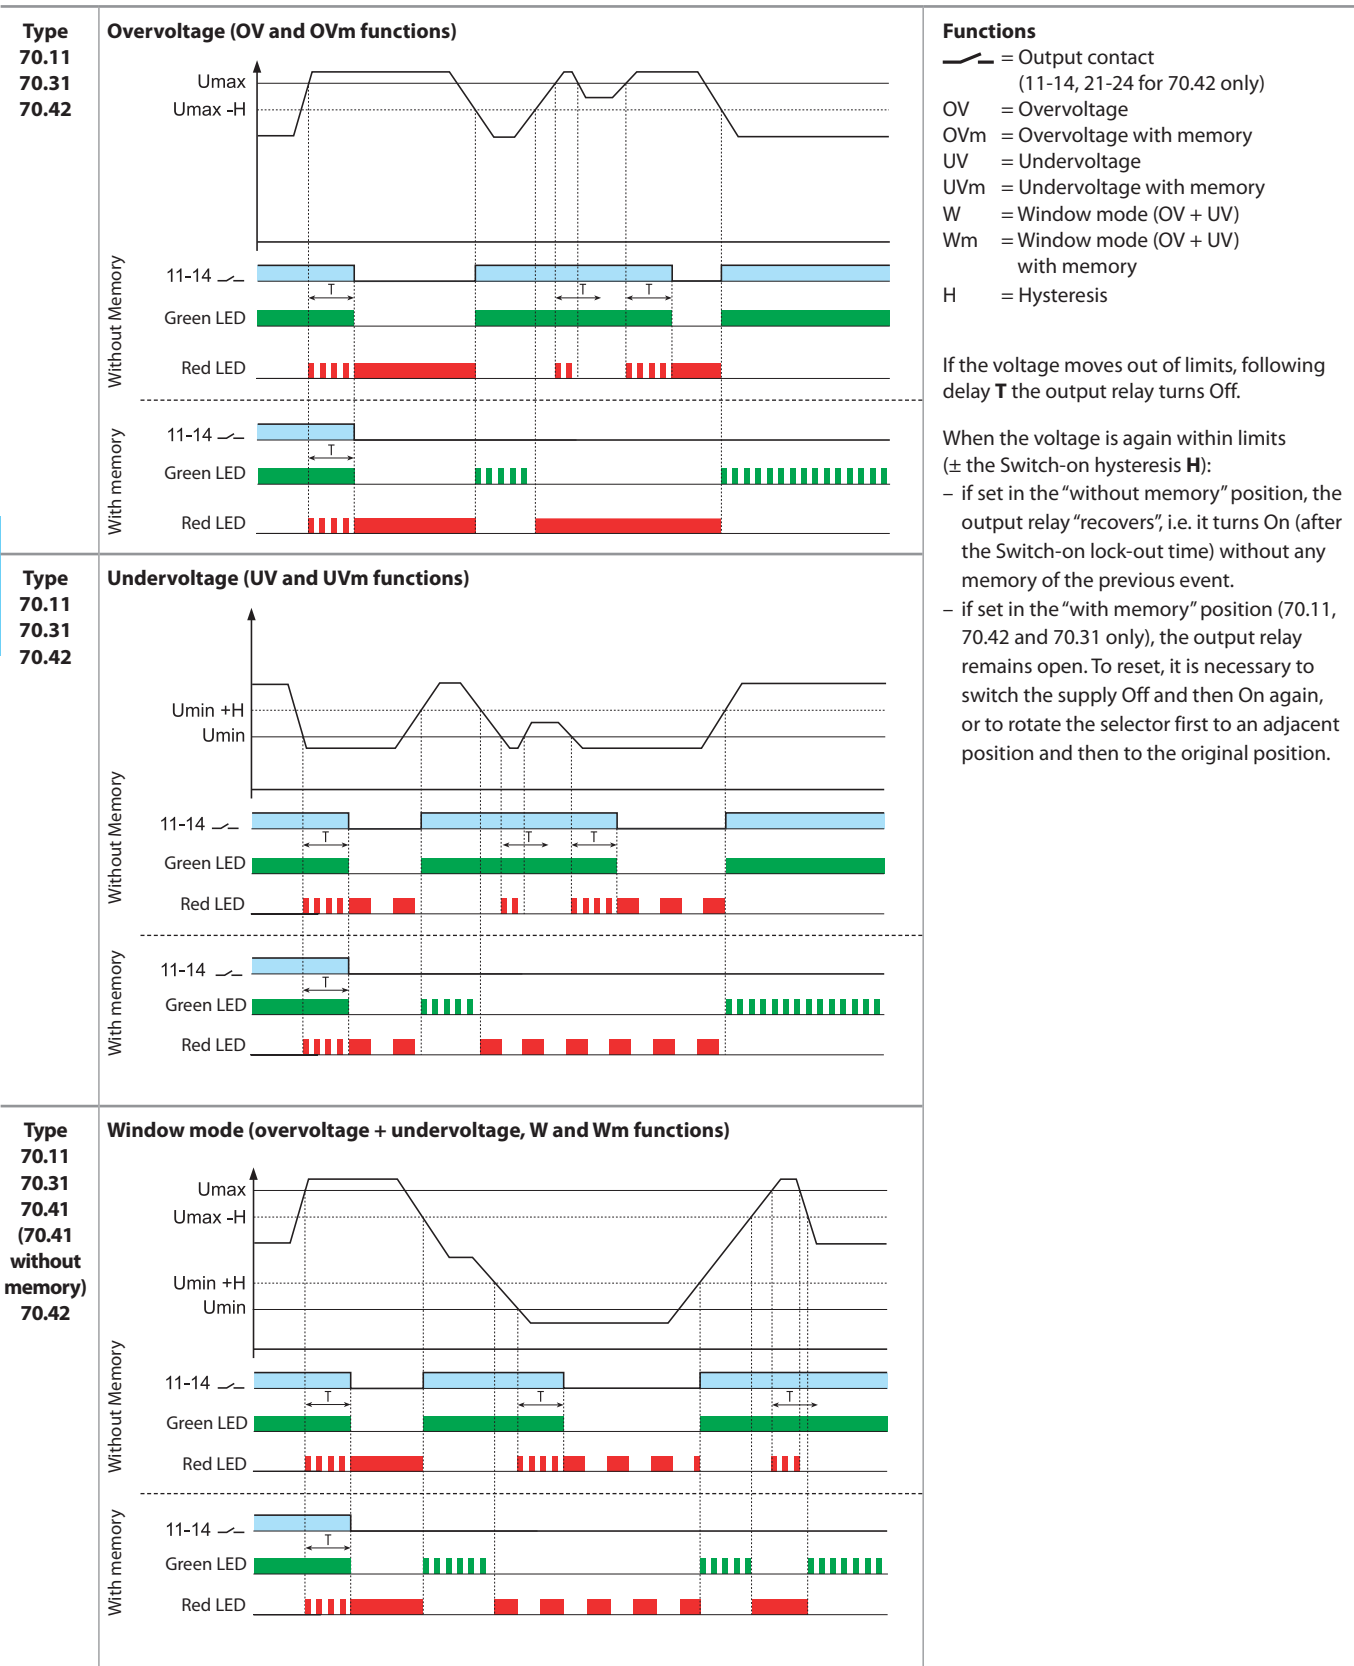 Type
70.11
70.31
70.42
Overvoltage (OV and OVm functions)
Umax
Umax -H
Without Memory
11-14
T
T
T
Green LED
Red LED
With memory
11-14
T
Green LED
Red LED
Type
70.11
70.31
70.42
Undervoltage (UV and UVm functions)
Umin +H
Umin
Without Memory
11-14
T
T
T
Green LED
Red LED
With memory
11-14
T
Green LED
Red LED
Type
70.11
70.31
70.41
(70.41
without
memory)
70.42
Window mode (overvoltage + undervoltage, W and Wm functions)
Umax
Umax -H
Umin +H
Umin
Without Memory
11-14
T
T
T
Green LED
Red LED
With memory
11-14
T
Green LED
Red LED
Functions
= Output contact
(11-14, 21-24 for 70.42 only)
OV = Overvoltage
OVm = Overvoltage with memory
UV = Undervoltage
UVm = Undervoltage with memory
W = Window mode (OV + UV)
Wm = Window mode (OV + UV)
with memory
H = Hysteresis
If the voltage moves out of limits, following
delay T the output relay turns Off.
When the voltage is again within limits
(± the Switch-on hysteresis H):
– if set in the “without memory” position, the
output relay “recovers”, i.e. it turns On (after
the Switch-on lock-out time) without any
memory of the previous event.
– if set in the “with memory” position (70.11,
70.42 and 70.31 only), the output relay
remains open. To reset, it is necessary to
switch the supply Off and then On again,
or to rotate the selector first to an adjacent
position and then to the original position.